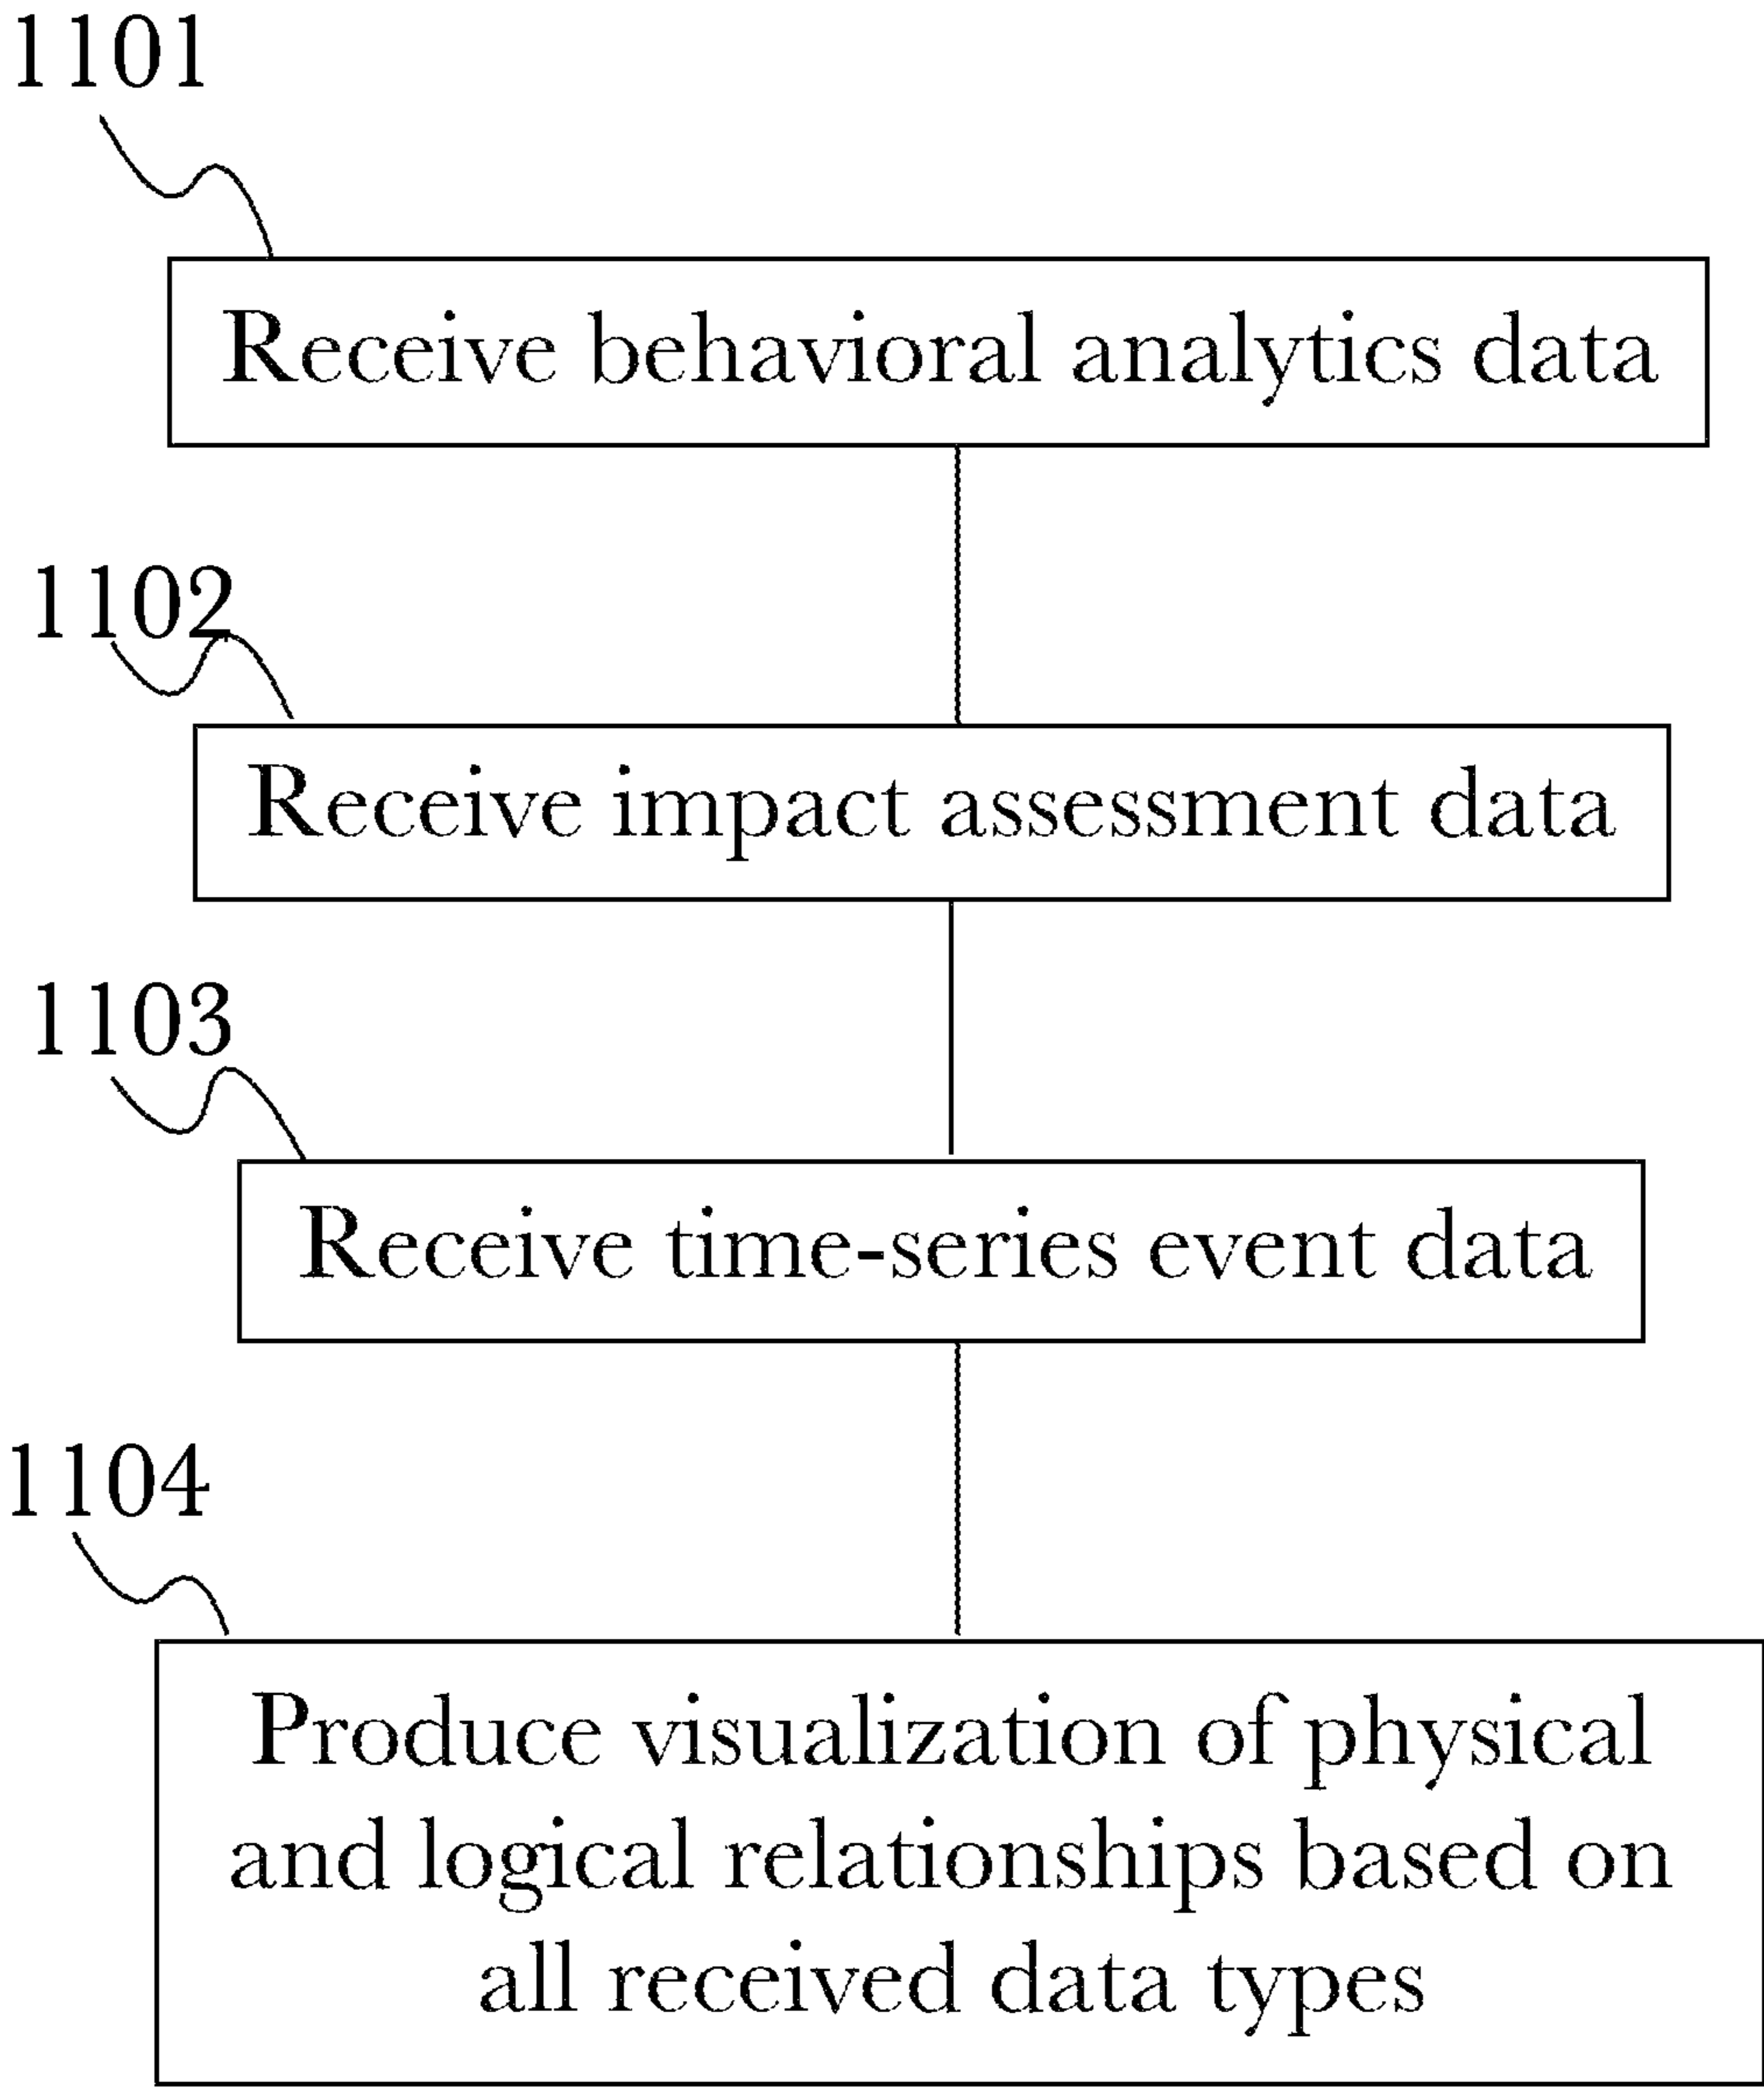 1101
Receive behavioral analytics data
1102
Receive impact assessment data
1103
Receive time-series event data
1104
Produce visualization of physical
and logical relationships based on
all received data types